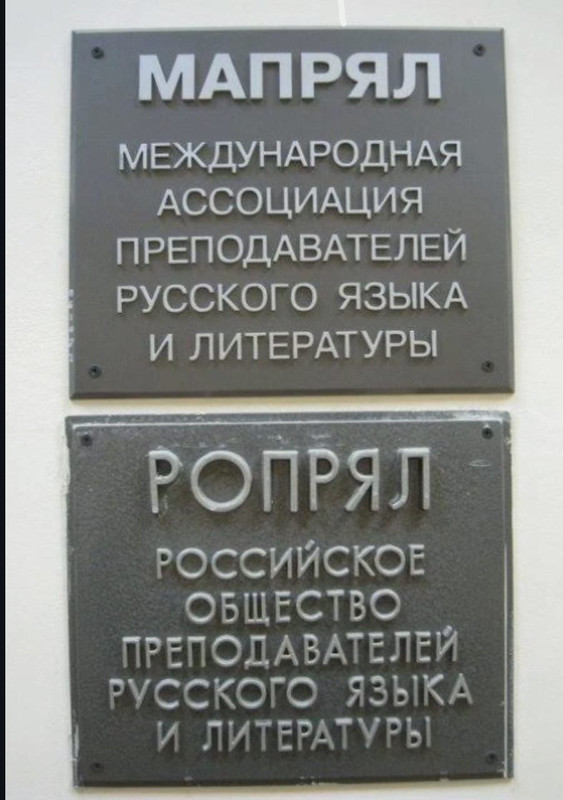 МАПРЯЛ
МЕЖДУНАРОДНАЯ
АССОЦИАЦИЯ
ПРЕПОДАВАТЕЛЕЙ
РУССКОГО ЯЗЫКА
И ЛИТЕРАТУРЫ
РОПРЯЛ
РОССИЙСКОЕ
ОБЩЕСТВО
ПРЕПОДАВАТЕЛЕЙ
РУССКОГО ЯЗЫКА
И ЛИТЕРАТУРЫ